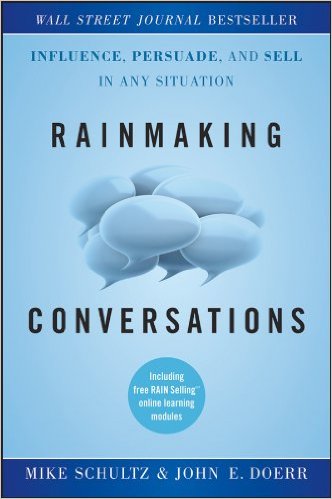 WALL STREET JOURNAL BESTSELLER
INFLUENCE, PERSUADE, AND SELL
IN ANY SITUATION
RAINMAKING
CONVERSATIONS
Including
free RAIN Selling℠
online learning
modules
MIKE SCHULTZ & JOHN E. DOERR